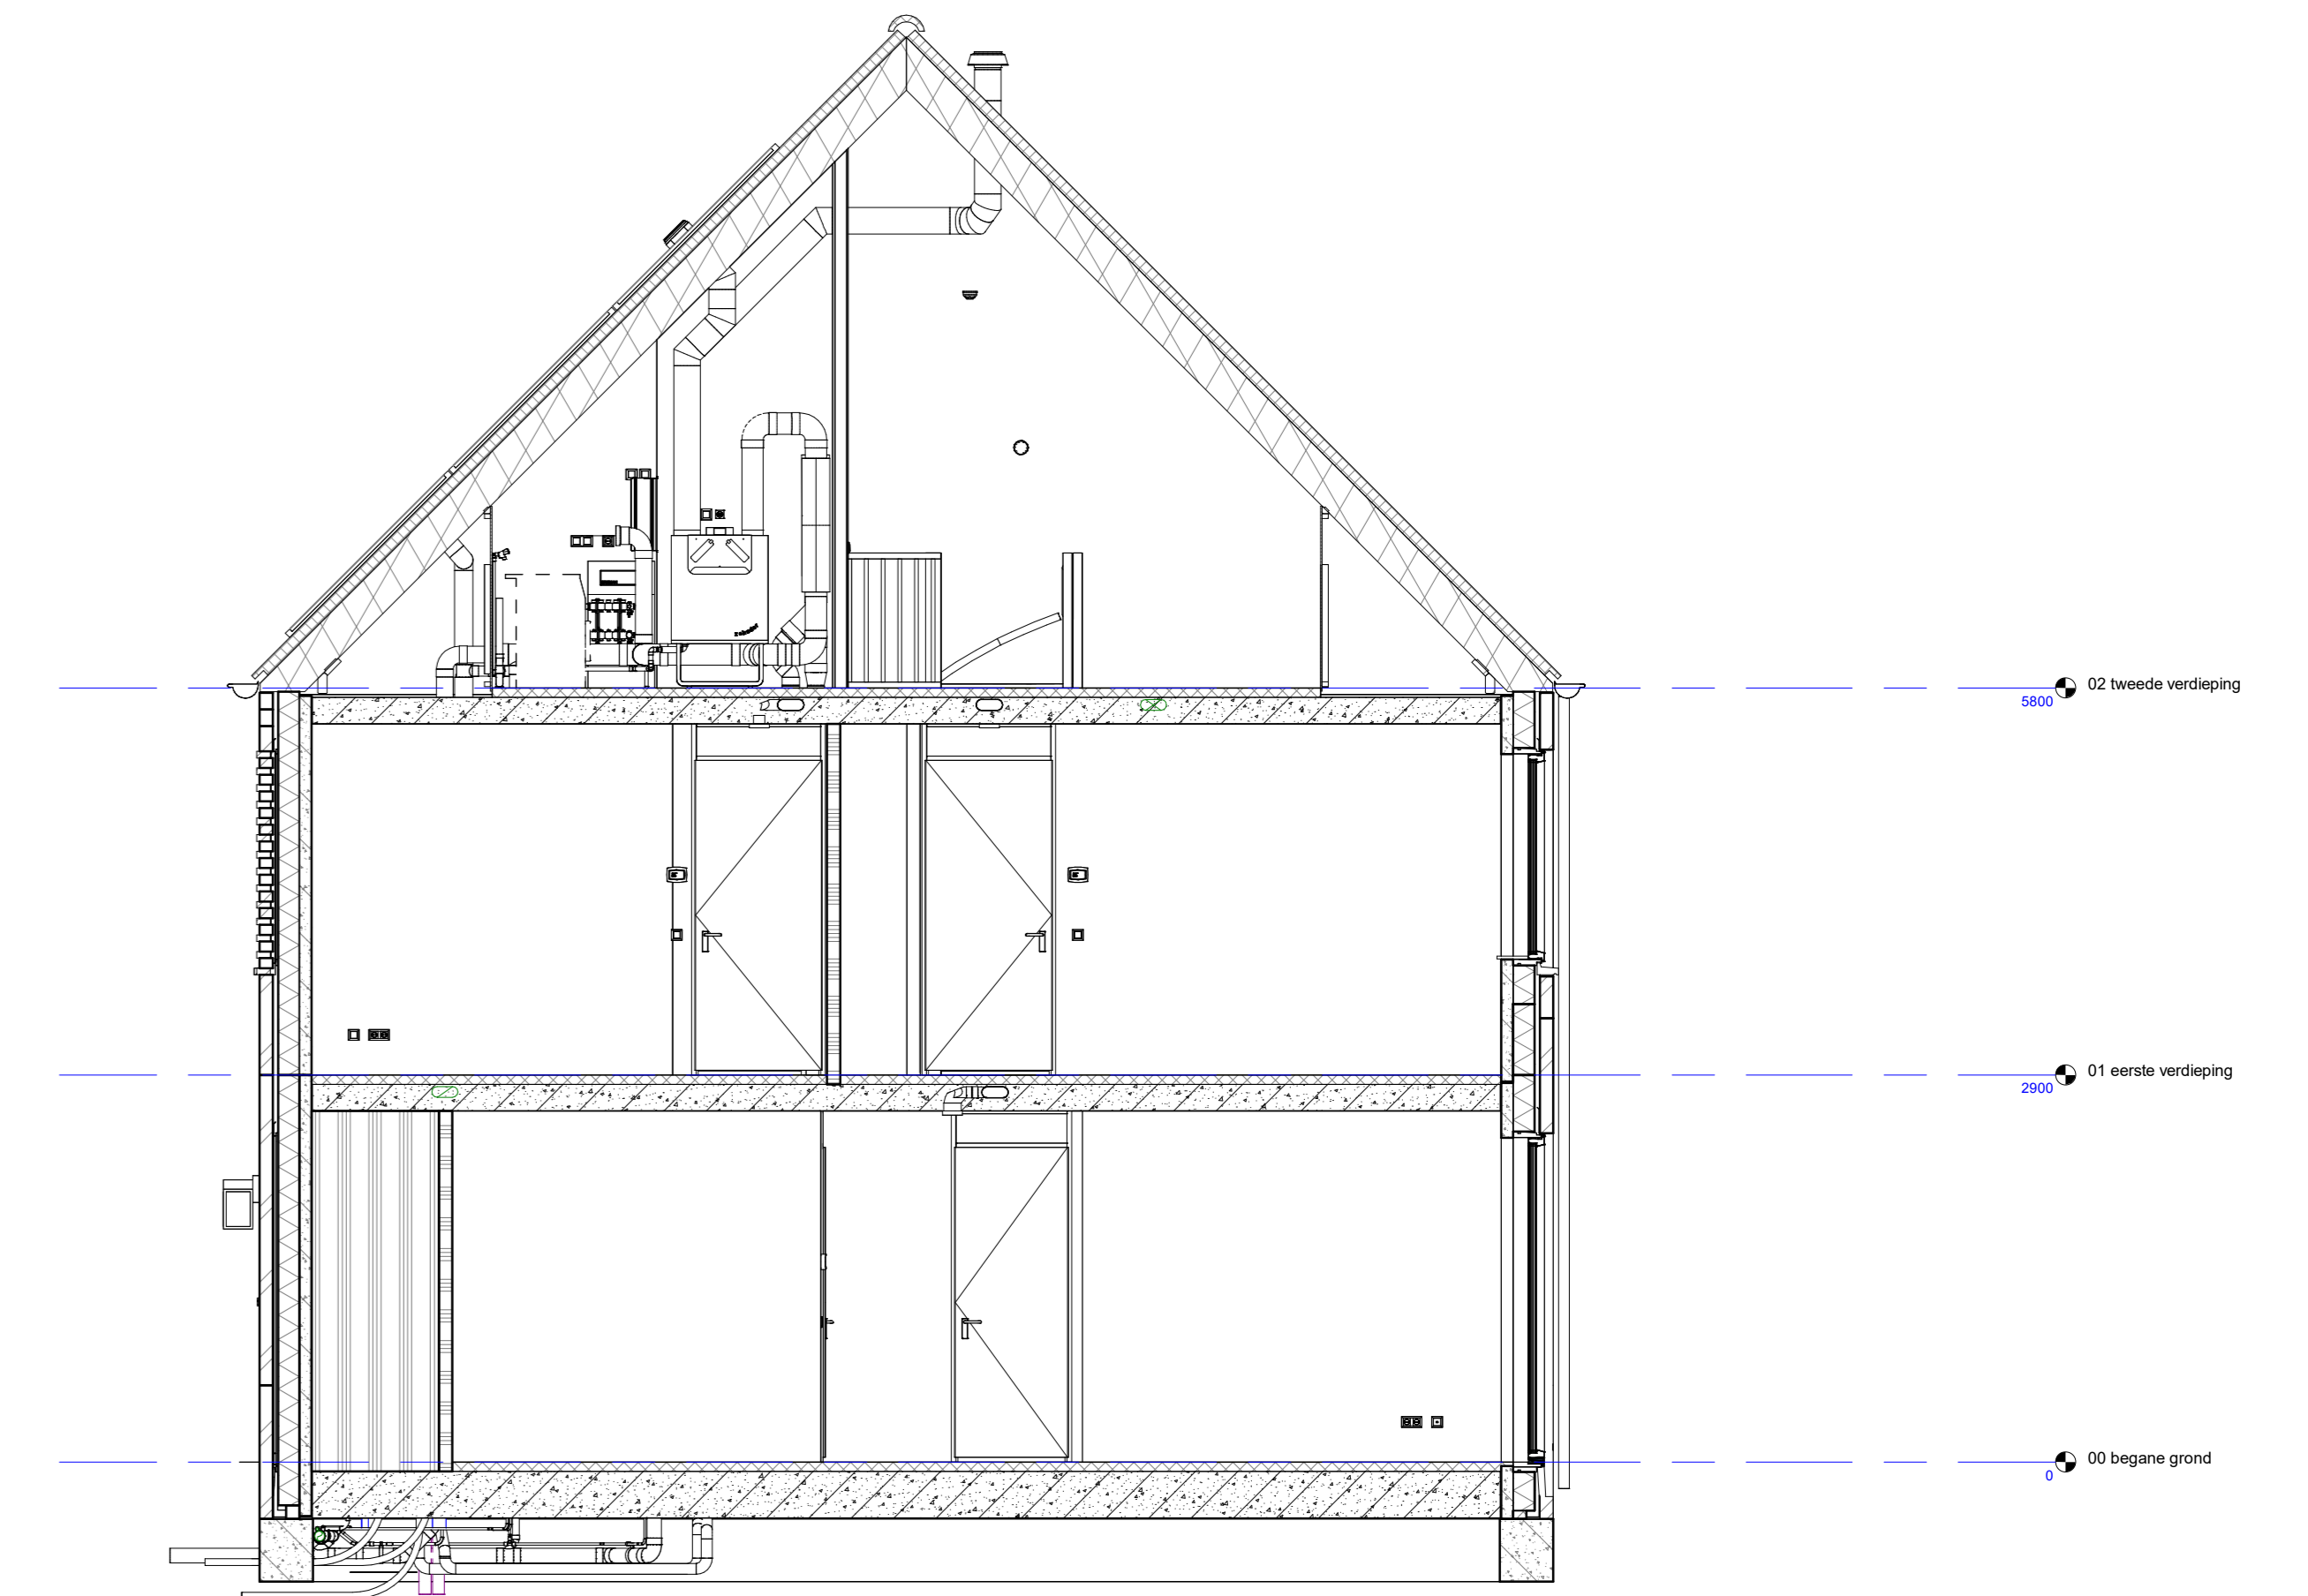 02 tweede verdieping
5800
01 eerste verdieping
2900
00 begane grond
0